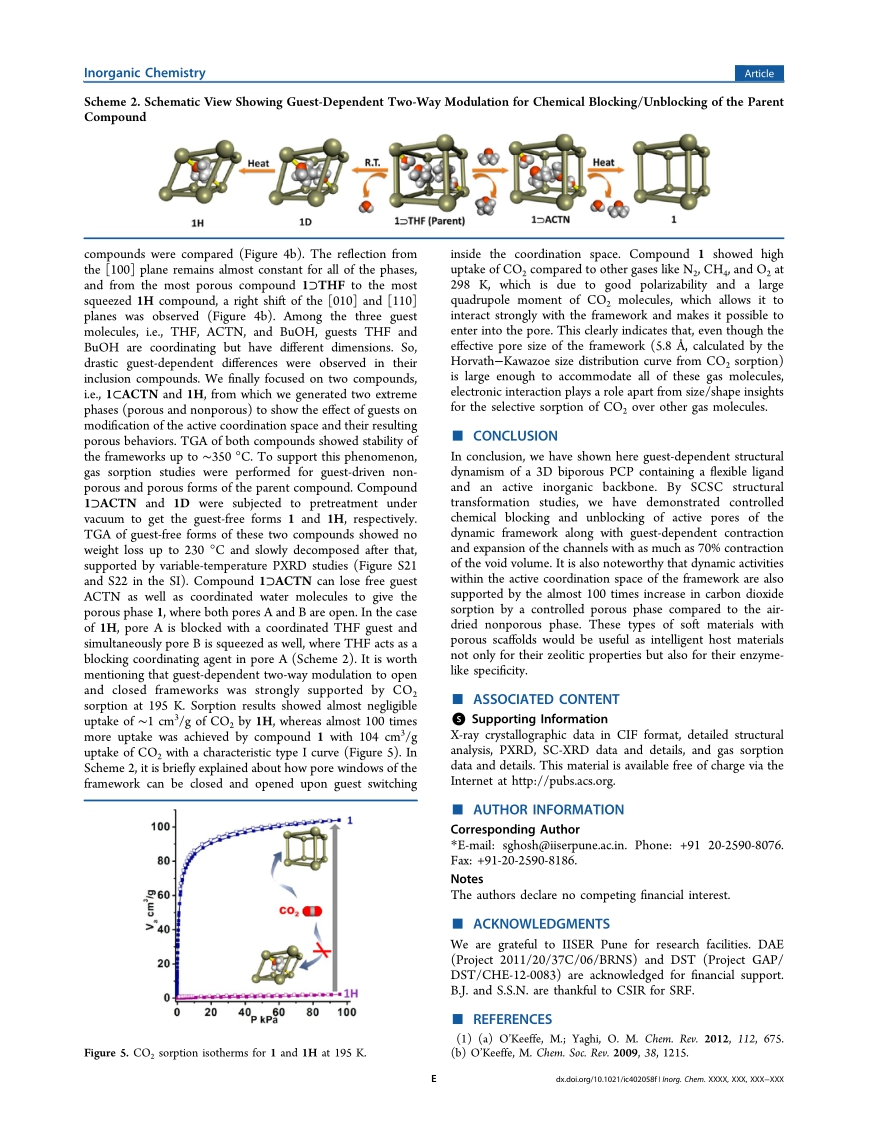 Inorganic Chemistry
Article
Scheme 2. Schematic View Showing Guest-Dependent Two-Way Modulation for Chemical Blocking/Unblocking of the Parent
Compound
Heat
R.T.
Heat
1H
1D
1⊃THF (Parent)
1⊃ACTN
1
compounds were compared (Figure 4b). The reflection from
the [100] plane remains almost constant for all of the phases,
and from the most porous compound 1⊃THF to the most
squeezed 1H compound, a right shift of the [010] and [110]
planes was observed (Figure 4b). Among the three guest
molecules, i.e., THF, ACTN, and BuOH, guests THF and
BuOH are coordinating but have different dimensions. So,
drastic guest-dependent differences were observed in their
inclusion compounds. We finally focused on two compounds,
i.e., 1⊂ACTN and 1H, from which we generated two extreme
phases (porous and nonporous) to show the effect of guests on
modification of the active coordination space and their resulting
porous behaviors. TGA of both compounds showed stability of
the frameworks up to ∼350 °C. To support this phenomenon,
gas sorption studies were performed for guest-driven non-
porous and porous forms of the parent compound. Compound
1⊃ACTN and 1D were subjected to pretreatment under
vacuum to get the guest-free forms 1 and 1H, respectively.
TGA of guest-free forms of these two compounds showed no
weight loss up to 230 °C and slowly decomposed after that,
supported by variable-temperature PXRD studies (Figure S21
and S22 in the SI). Compound 1⊃ACTN can lose free guest
ACTN as well as coordinated water molecules to give the
porous phase 1, where both pores A and B are open. In the case
of 1H, pore A is blocked with a coordinated THF guest and
simultaneously pore B is squeezed as well, where THF acts as a
blocking coordinating agent in pore A (Scheme 2). It is worth
mentioning that guest-dependent two-way modulation to open
and closed frameworks was strongly supported by CO2
sorption at 195 K. Sorption results showed almost negligible
uptake of ∼1 cm3/g of CO2 by 1H, whereas almost 100 times
more uptake was achieved by compound 1 with 104 cm3/g
uptake of CO2 with a characteristic type I curve (Figure 5). In
Scheme 2, it is briefly explained about how pore windows of the
framework can be closed and opened upon guest switching
100
80
60
40
20
0
Va cm3/g
0 20 40 60 80 100
P kPa
1
CO2
1H
Figure 5. CO2 sorption isotherms for 1 and 1H at 195 K.
inside the coordination space. Compound 1 showed high
uptake of CO2 compared to other gases like N2, CH4, and O2 at
298 K, which is due to good polarizability and a large
quadrupole moment of CO2 molecules, which allows it to
interact strongly with the framework and makes it possible to
enter into the pore. This clearly indicates that, even though the
effective pore size of the framework (5.8 Å, calculated by the
Horvath−Kawazoe size distribution curve from CO2 sorption)
is large enough to accommodate all of these gas molecules,
electronic interaction plays a role apart from size/shape insights
for the selective sorption of CO2 over other gas molecules.
■ CONCLUSION
In conclusion, we have shown here guest-dependent structural
dynamism of a 3D biporous PCP containing a flexible ligand
and an active inorganic backbone. By SCSC structural
transformation studies, we have demonstrated controlled
chemical blocking and unblocking of active pores of the
dynamic framework along with guest-dependent contraction
and expansion of the channels with as much as 70% contraction
of the void volume. It is also noteworthy that dynamic activities
within the active coordination space of the framework are also
supported by the almost 100 times increase in carbon dioxide
sorption by a controlled porous phase compared to the air-
dried nonporous phase. These types of soft materials with
porous scaffolds would be useful as intelligent host materials
not only for their zeolitic properties but also for their enzyme-
like specificity.
■ ASSOCIATED CONTENT
S Supporting Information
X-ray crystallographic data in CIF format, detailed structural
analysis, PXRD, SC-XRD data and details, and gas sorption
data and details. This material is available free of charge via the
Internet at http://pubs.acs.org.
■ AUTHOR INFORMATION
Corresponding Author
*E-mail: sghosh@iiserpune.ac.in. Phone: +91 20-2590-8076.
Fax: +91-20-2590-8186.
Notes
The authors declare no competing financial interest.
■ ACKNOWLEDGMENTS
We are grateful to IISER Pune for research facilities. DAE
(Project 2011/20/37C/06/BRNS) and DST (Project GAP/
DST/CHE-12-0083) are acknowledged for financial support.
B.J. and S.S.N. are thankful to CSIR for SRF.
■ REFERENCES
(1) (a) O'Keeffe, M.; Yaghi, O. M. Chem. Rev. 2012, 112, 675.
(b) O'Keeffe, M. Chem. Soc. Rev. 2009, 38, 1215.
E
dx.doi.org/10.1021/ic402058f | Inorg. Chem. XXXX, XXX, XXX−XXX